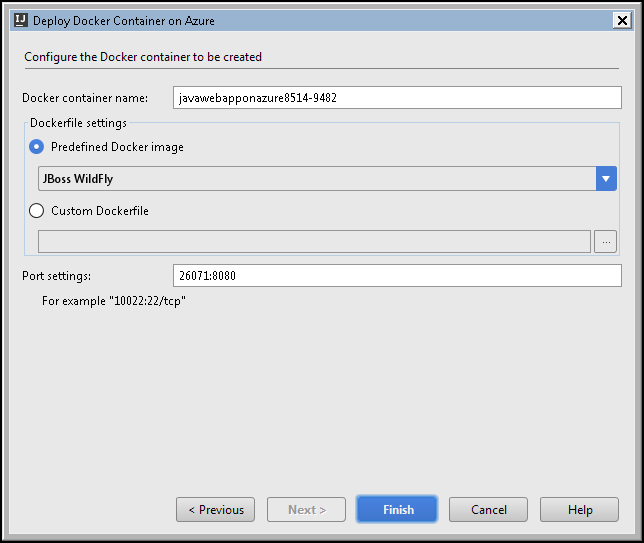 IJ Deploy Docker Container on Azure
Configure the Docker container to be created
Docker container name: javawebapponazure8514-9482
Dockerfile settings
Predefined Docker image
JBoss WildFly
Custom Dockerfile
...
Port settings: 26071:8080
For example "10022:22/tcp"
< Previous Next > Finish Cancel Help